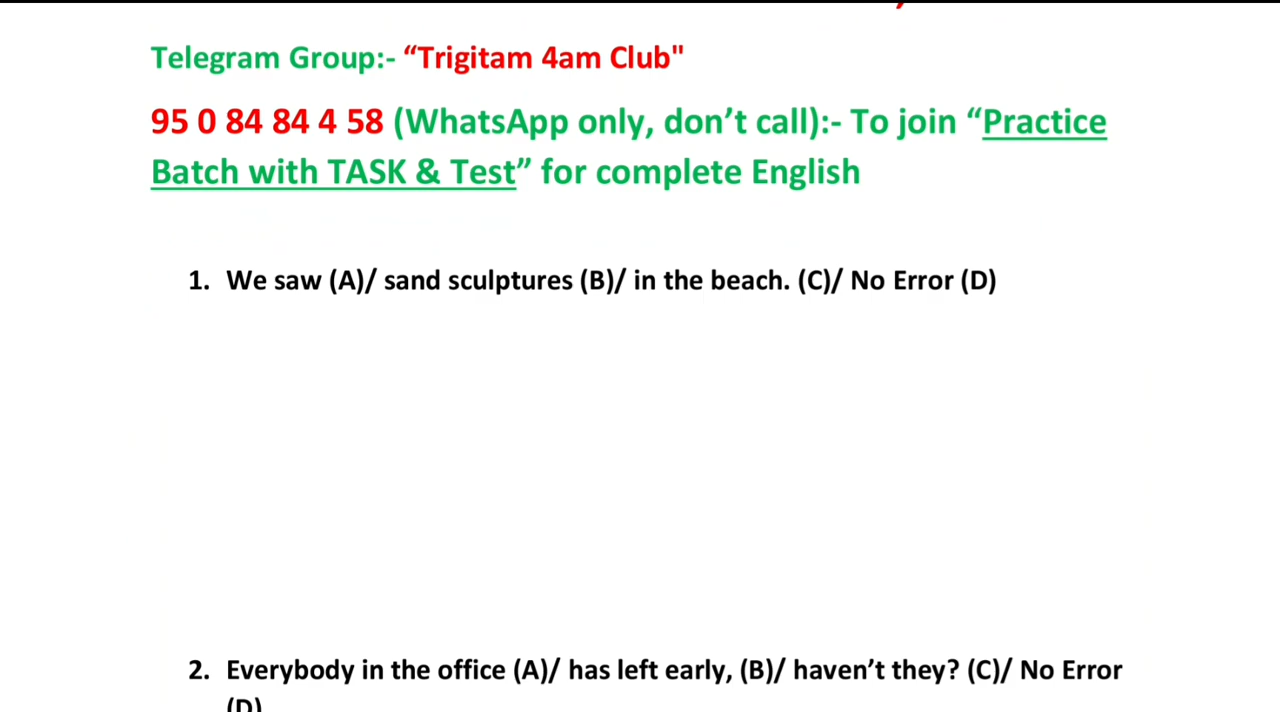 Telegram Group:- “Trigitam 4am Club"
95 0 84 84 4 58 (WhatsApp only, don’t call):- To join “Practice
Batch with TASK & Test” for complete English
1. We saw (A)/ sand sculptures (B)/ in the beach. (C)/ No Error (D)
2. Everybody in the office (A)/ has left early, (B)/ haven’t they? (C)/ No Error
(D)